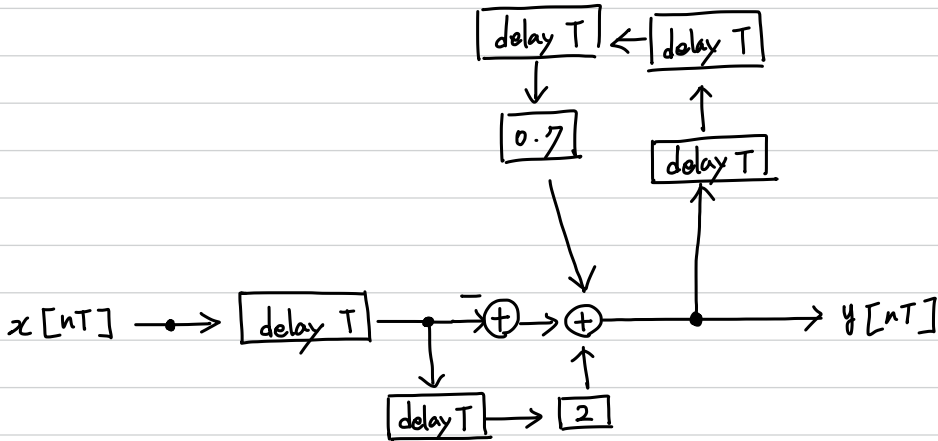 delay T
delay T
0.7
delay T
x[nT]
delay T
−
+
+
y[nT]
delay T
2